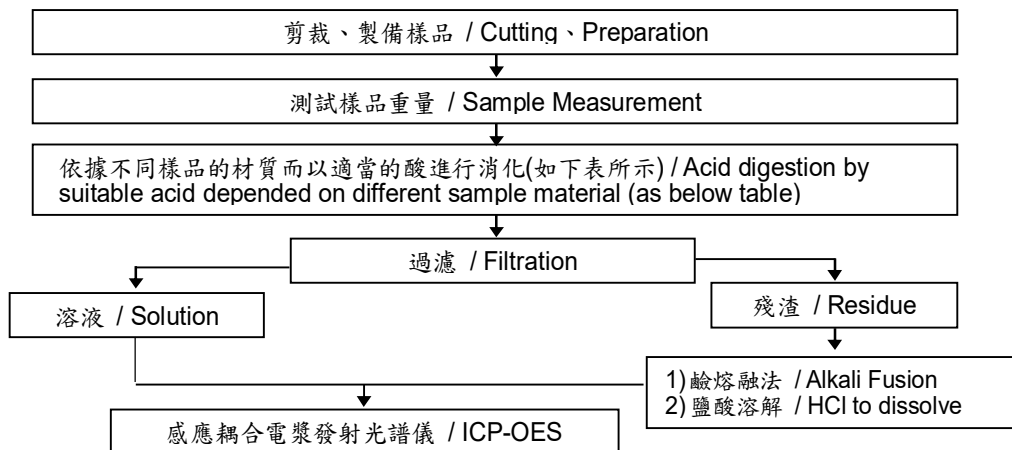 剪裁、製備樣品 / Cutting、Preparation
測試樣品重量 / Sample Measurement
依據不同樣品的材質而以適當的酸進行消化(如下表所示) / Acid digestion by
suitable acid depended on different sample material (as below table)
過濾 / Filtration
溶液 / Solution
殘渣 / Residue
1)鹼熔融法 / Alkali Fusion
2)鹽酸溶解 / HCl to dissolve
感應耦合電漿發射光譜儀 / ICP-OES